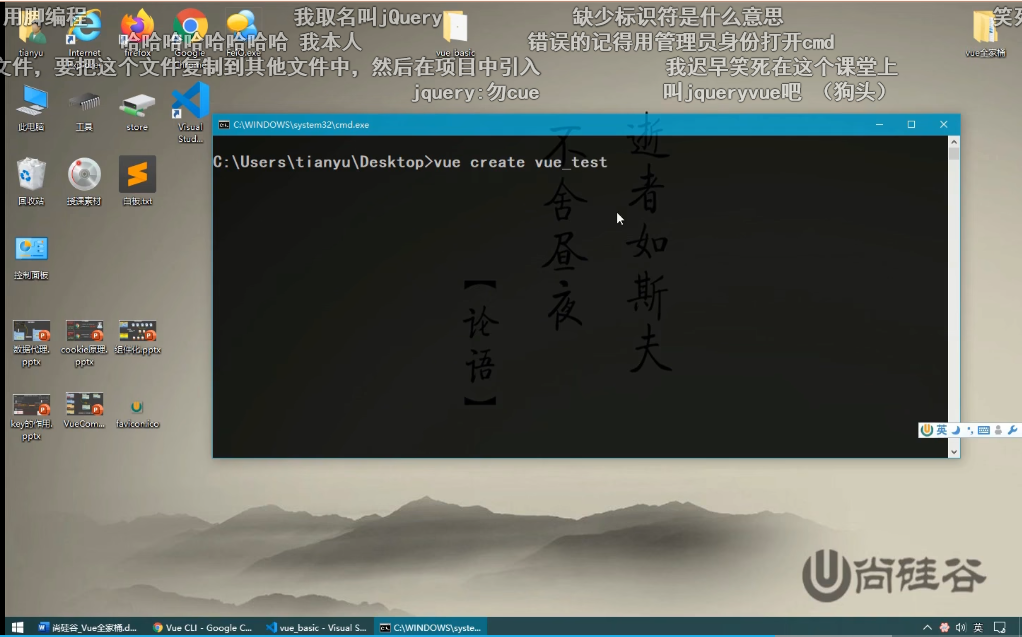 用脚编程
我取名叫jQuery
缺少标识符是什么意思
笑死
哈哈哈哈哈哈哈哈 我本人
错误的记得用管理员身份打开cmd
文件，要把这个文件复制到其他文件中，然后在项目中引入
我迟早笑死在这个课堂上
jquery:勿cue
叫jqueryvue吧 （狗头）
tianyu
Internet
firefox
Google
FeiQ.exe
vue_basic
vue全家桶
此电脑
工具
store
Visual Stud...
回收站
授课素材
白板.txt
控制面板
数据代理.pptx
cookie原理.pptx
组件化.pptx
key的作用.pptx
VueCom...
favicon.ico
C:\WINDOWS\system32\cmd.exe
C:\Users\tianyu\Desktop>vue create vue_test
逝者如斯夫
不舍昼夜
【论语】
英
尚硅谷
尚硅谷_Vue全家桶.d...
Vue CLI - Google C...
vue_basic - Visual S...
C:\WINDOWS\syste...
英